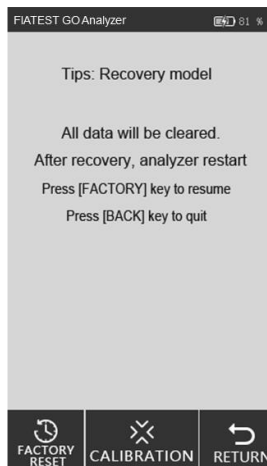 FIATEST GO Analyzer 81 %
Tips: Recovery model
All data will be cleared.
After recovery, analyzer restart
Press [FACTORY] key to resume
Press [BACK] key to quit
FACTORY RESET
CALIBRATION
RETURN